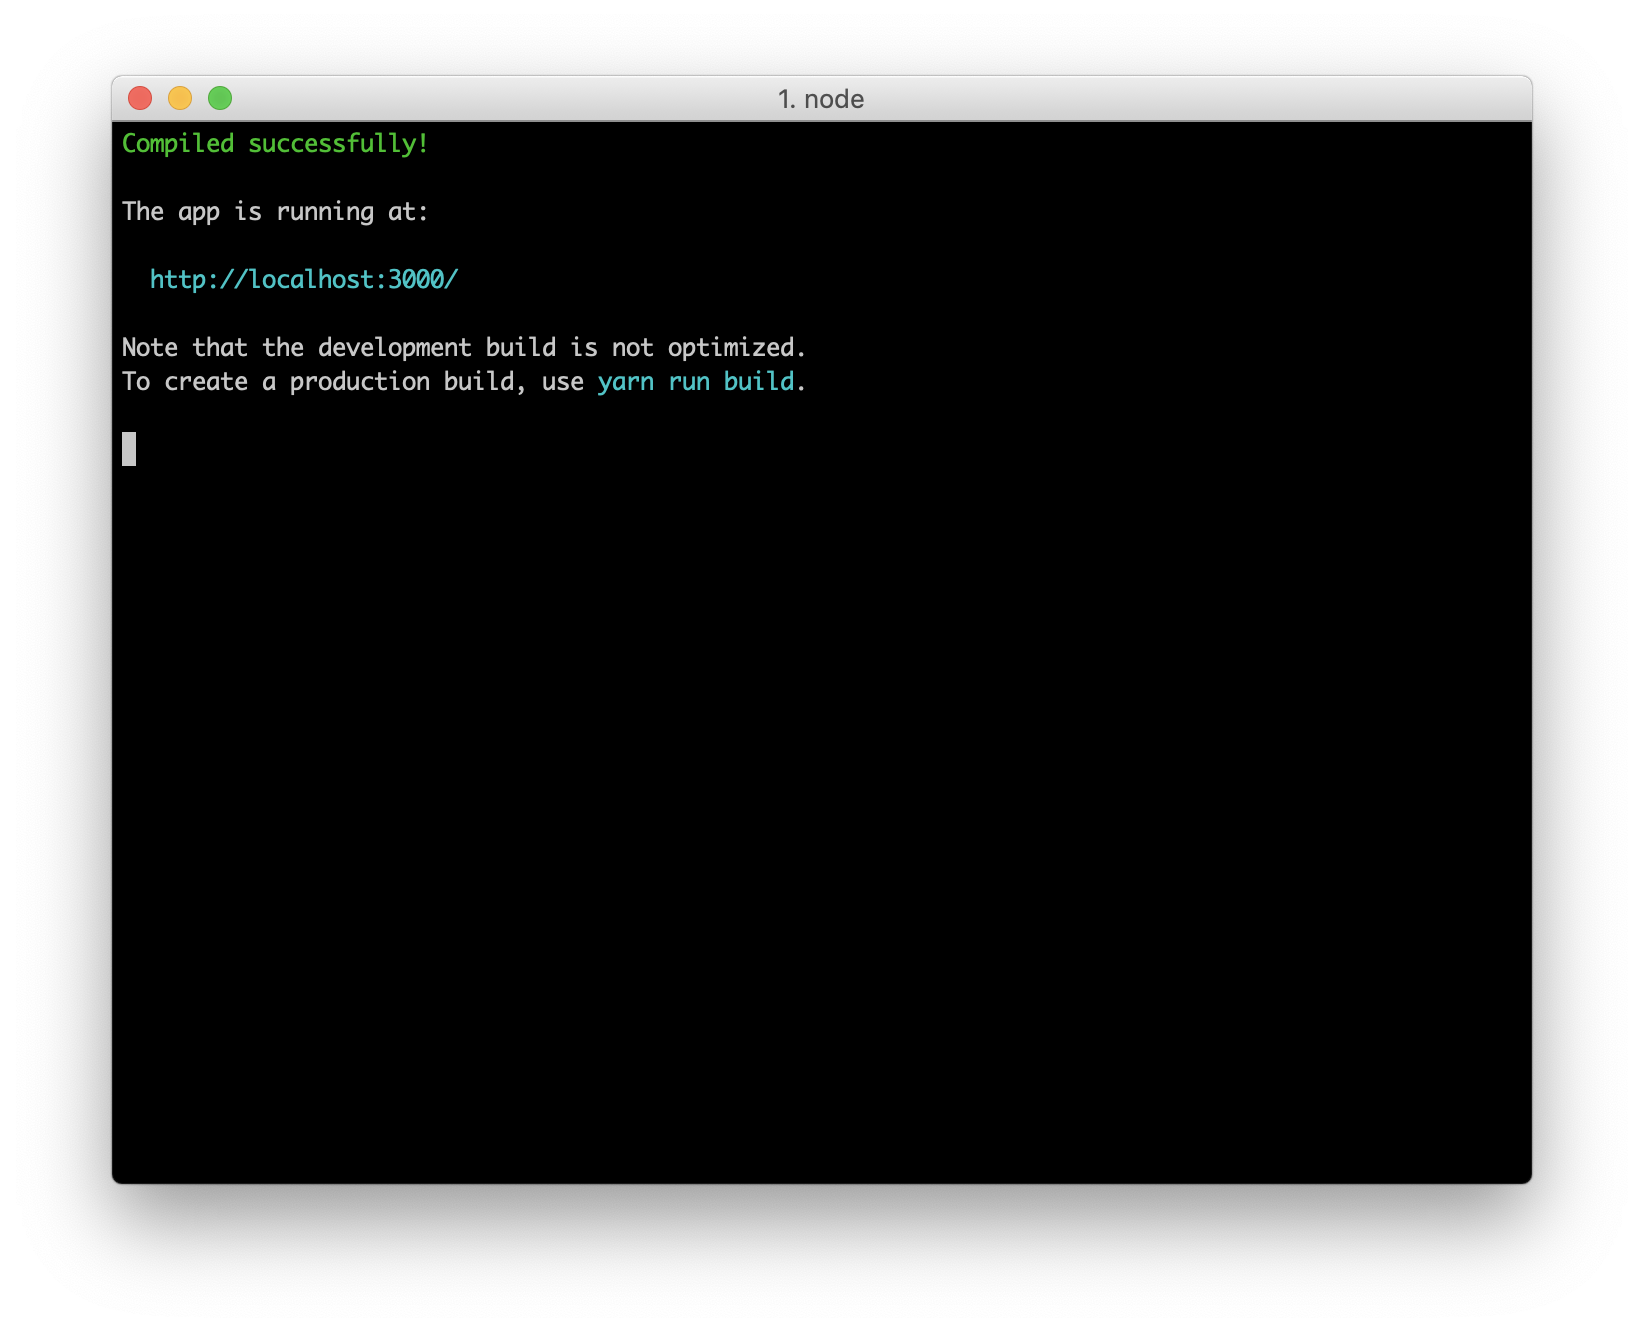 1. node
Compiled successfully!
The app is running at:
http://localhost:3000/
Note that the development build is not optimized.
To create a production build, use yarn run build.